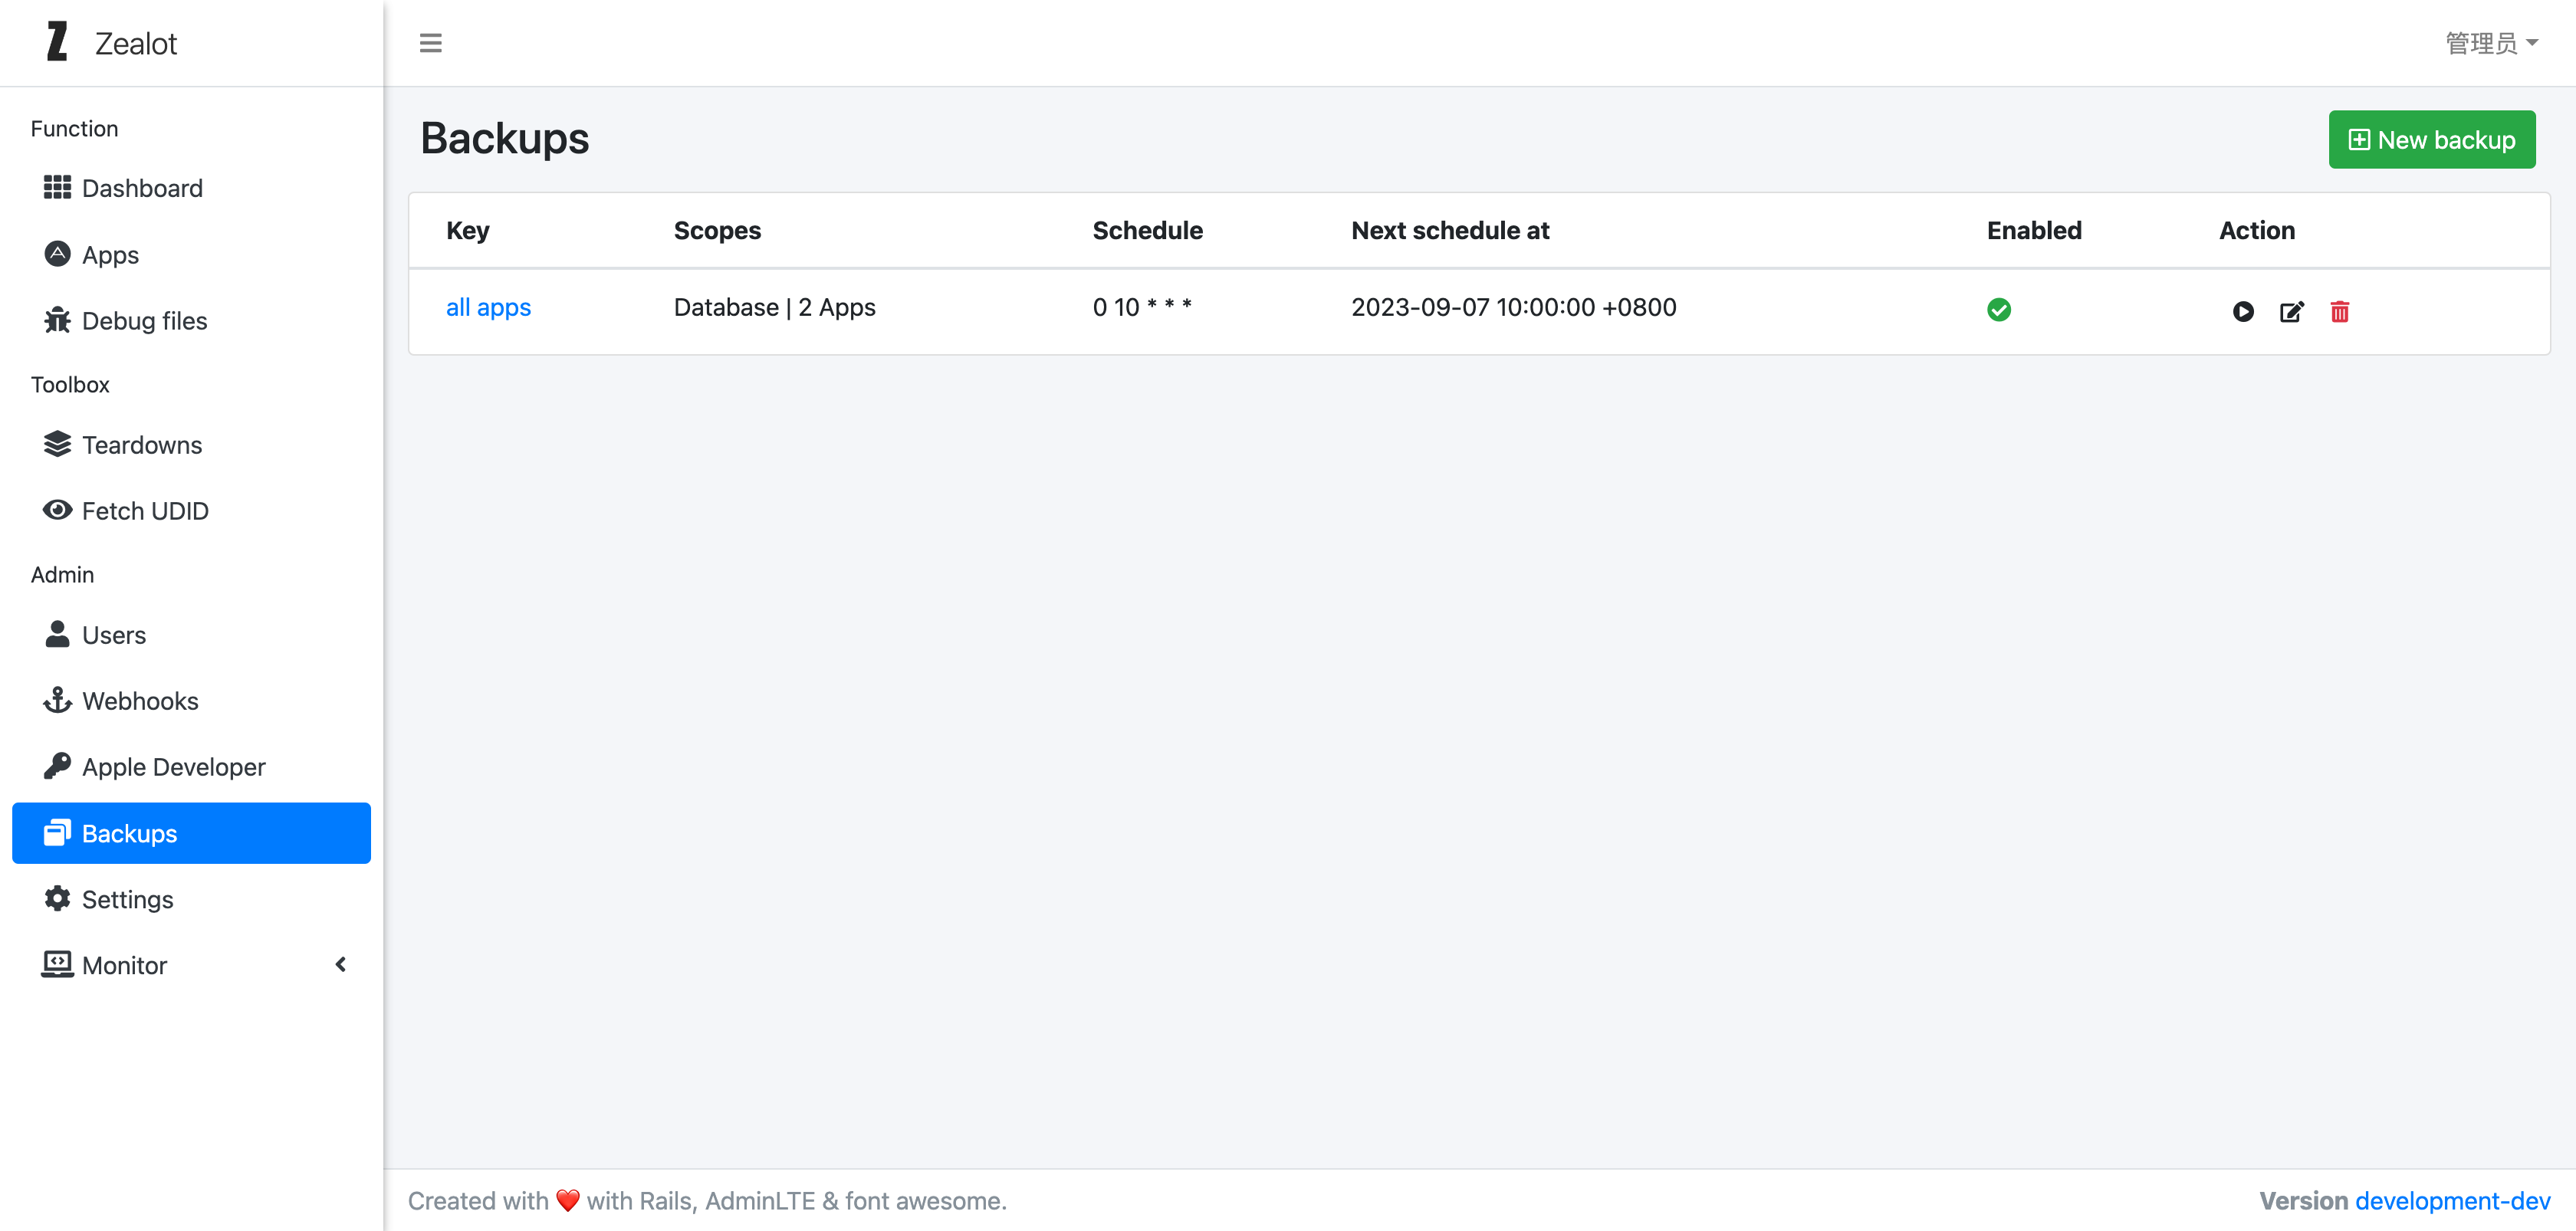 Zealot
管理员
Function
Dashboard
Apps
Debug files
Toolbox
Teardowns
Fetch UDID
Admin
Users
Webhooks
Apple Developer
Backups
Settings
Monitor
Backups
New backup
Key Scopes Schedule Next schedule at Enabled Action
all apps Database | 2 Apps 0 10 * * * 2023-09-07 10:00:00 +0800
Created with ❤️ with Rails, AdminLTE & font awesome.
Version development-dev